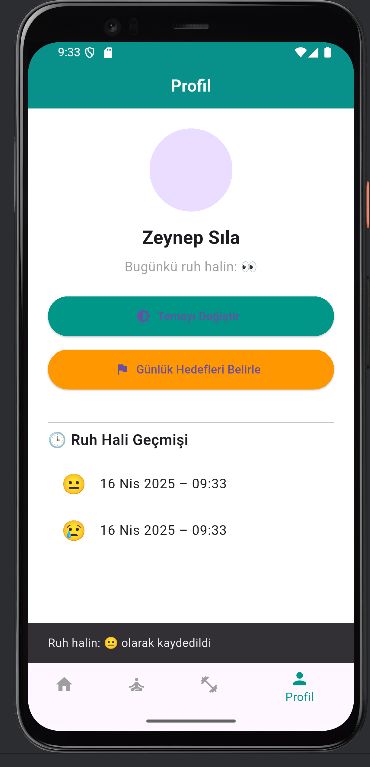 9:33
Profil
Zeynep Sıla
Bugünkü ruh halin: 👀
Temayı Değiştir
Günlük Hedefleri Belirle
🕒 Ruh Hali Geçmişi
😐 16 Nis 2025 – 09:33
😢 16 Nis 2025 – 09:33
Ruh halin: 😐 olarak kaydedildi
Profil